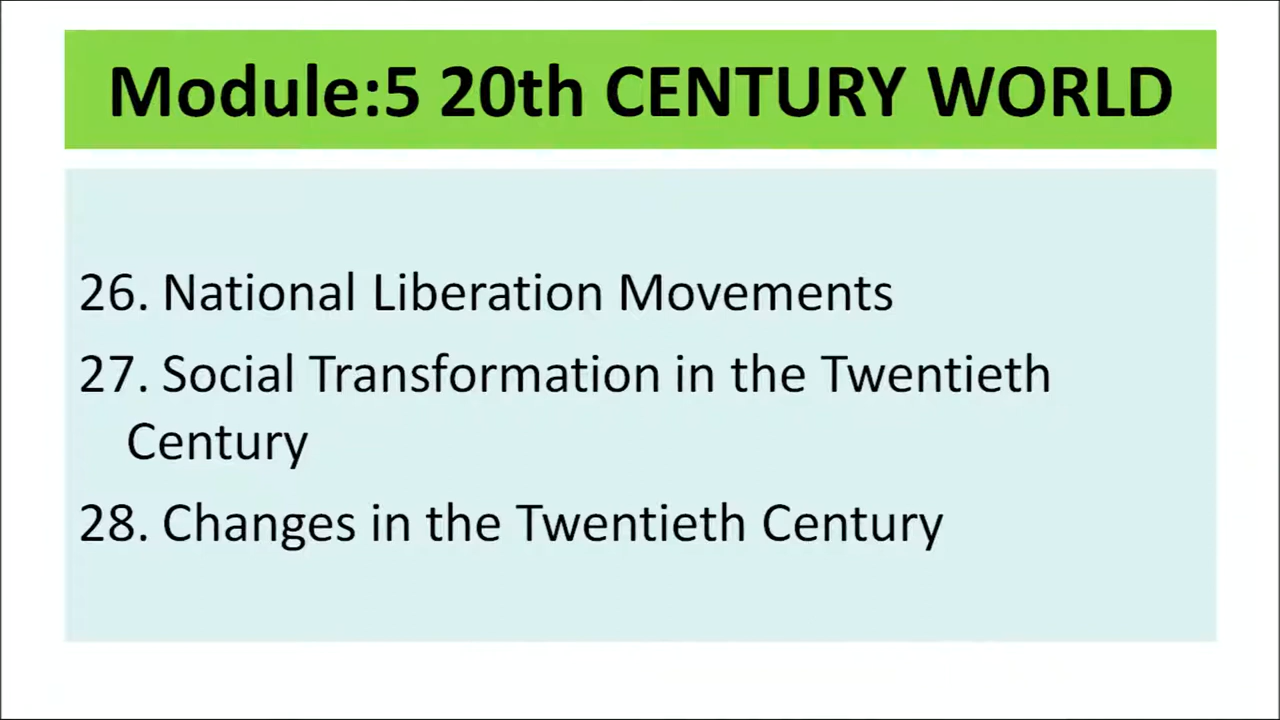 Module:5 20th CENTURY WORLD
26. National Liberation Movements
27. Social Transformation in the Twentieth
Century
28. Changes in the Twentieth Century